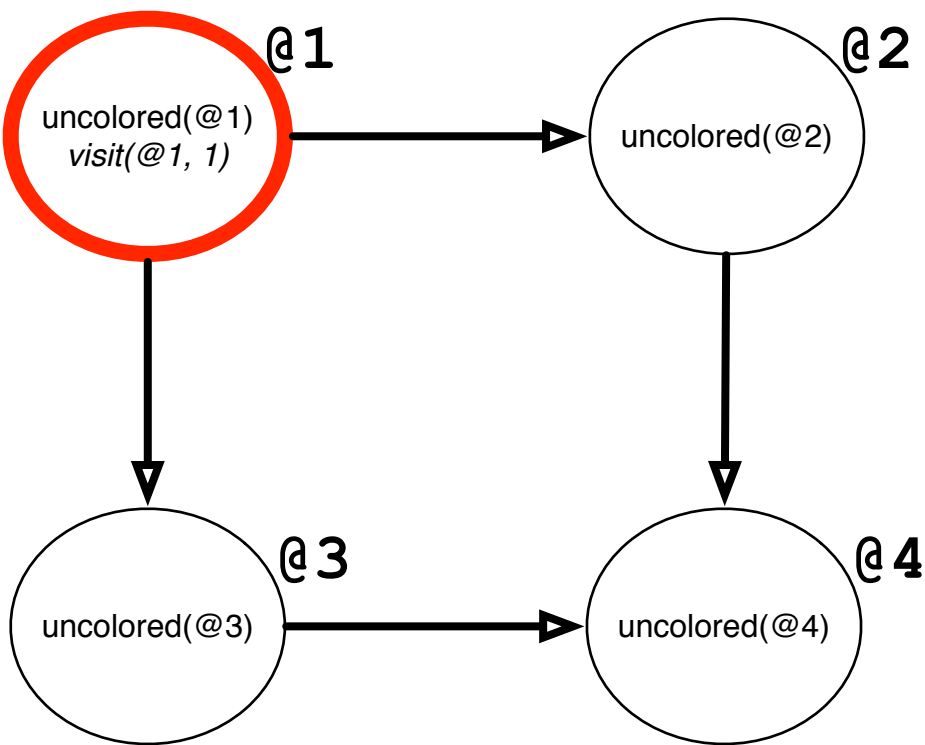 @1
uncolored(@1)
visit(@1, 1)
@2
uncolored(@2)
@3
uncolored(@3)
@4
uncolored(@4)